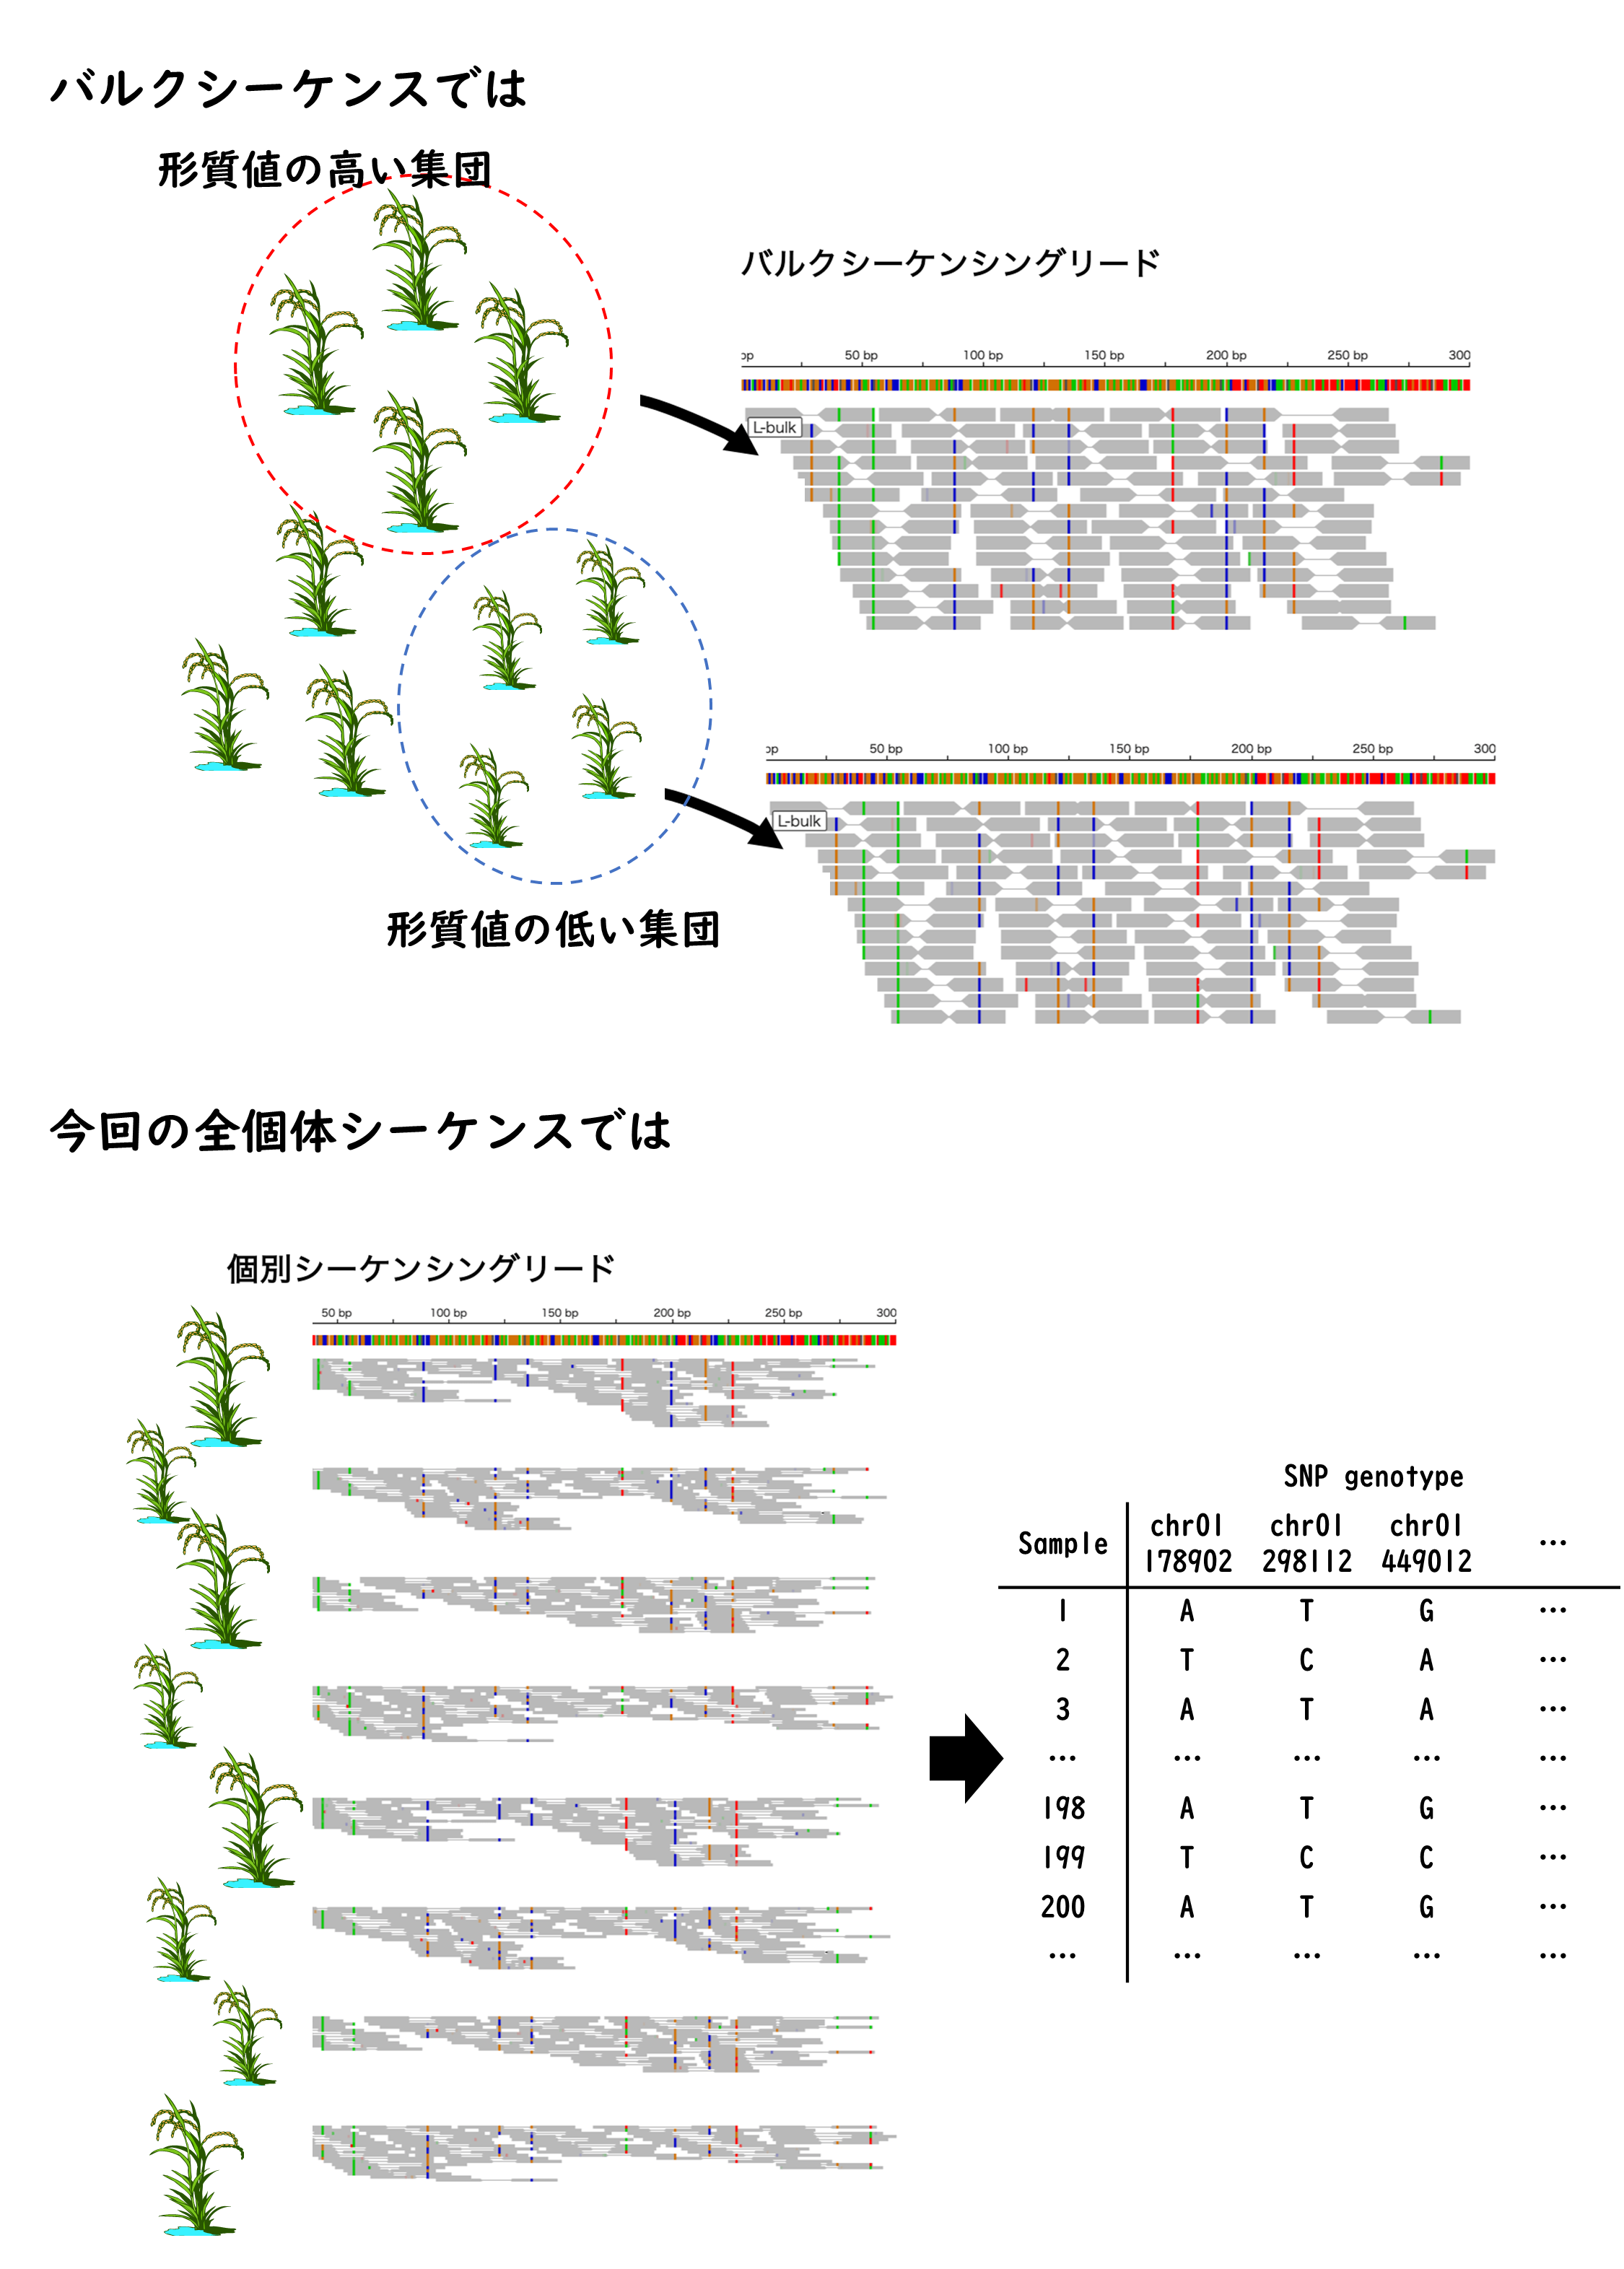 バルクシーケンスでは
形質値の高い集団
バルクシーケンシングリード
bp 50 bp 100 bp 150 bp 200 bp 250 bp 300
L-bulk
bp 50 bp 100 bp 150 bp 200 bp 250 bp 300
L-bulk
形質値の低い集団
今回の全個体シーケンスでは
個別シーケンシングリード
50 bp 100 bp 150 bp 200 bp 250 bp 300
SNP genotype
Sample chr01 178902 chr01 298112 chr01 449012 ...
1 A T G ...
2 T C A ...
3 A T A ...
... ... ... ... ...
198 A T G ...
199 T C C ...
200 A T G ...
... ... ... ... ...